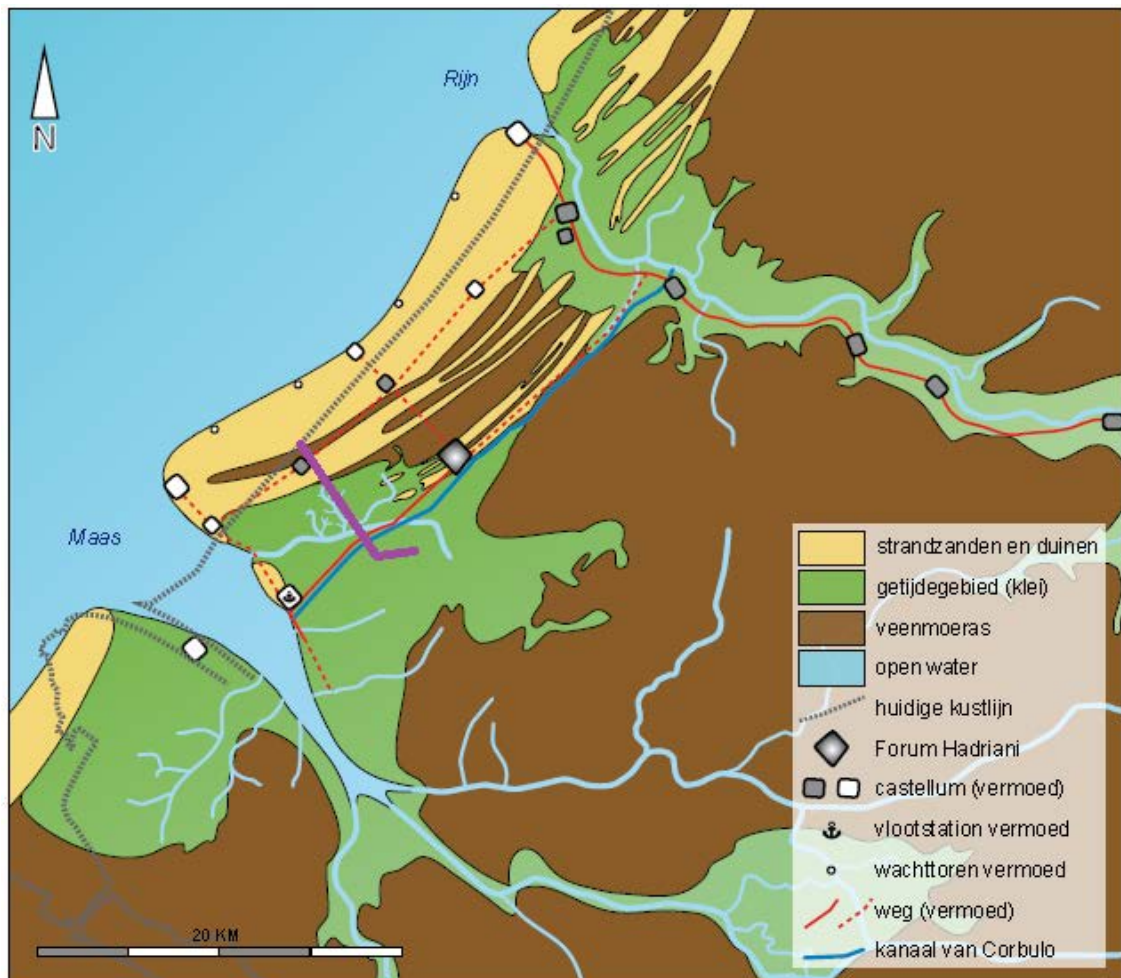 Rijn
N
Maas
strandzanden en duinen
getijdegebied (klei)
veenmoeras
open water
huidige kustlijn
Forum Hadriani
castellum (vermoed)
vlootstation vermoed
wachttoren vermoed
weg (vermoed)
kanaal van Corbulo
20 KM